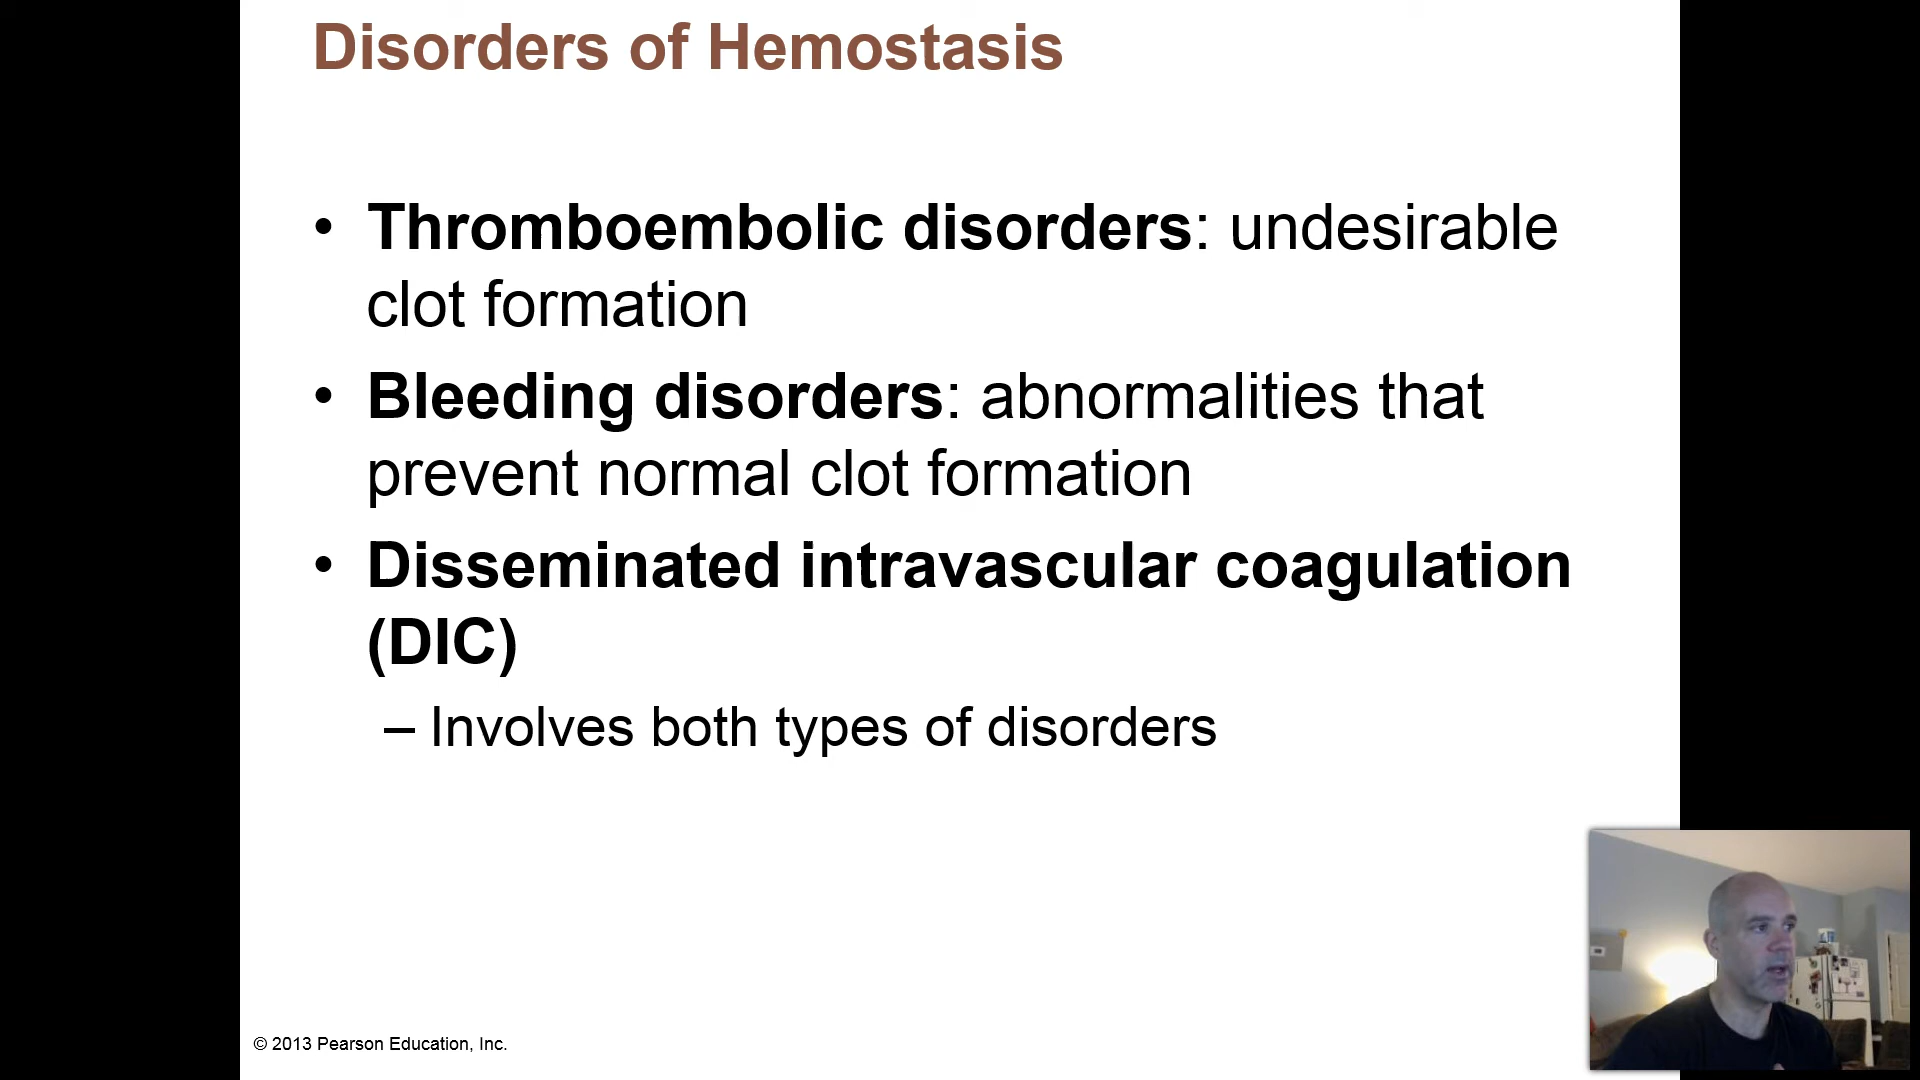 Disorders of Hemostasis
• Thromboembolic disorders: undesirable
clot formation
• Bleeding disorders: abnormalities that
prevent normal clot formation
• Disseminated intravascular coagulation
(DIC)
– Involves both types of disorders
© 2013 Pearson Education, Inc.